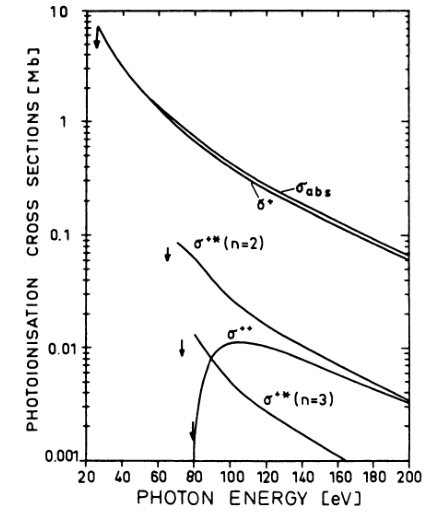 PHOTOIONISATION CROSS SECTIONS [Mb]
10
1
0.1
0.01
0.001
σabs
σ+
σ+*(n=2)
σ++
σ+*(n=3)
20 40 60 80 100 120 140 160 180 200
PHOTON ENERGY [eV]